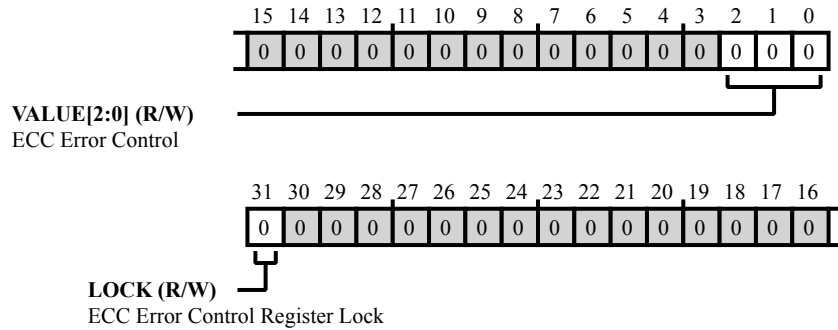 15 14 13 12 11 10 9 8 7 6 5 4 3 2 1 0
0 0 0 0 0 0 0 0 0 0 0 0 0 0 0 0
VALUE[2:0] (R/W)
ECC Error Control
31 30 29 28 27 26 25 24 23 22 21 20 19 18 17 16
0 0 0 0 0 0 0 0 0 0 0 0 0 0 0 0
LOCK (R/W)
ECC Error Control Register Lock